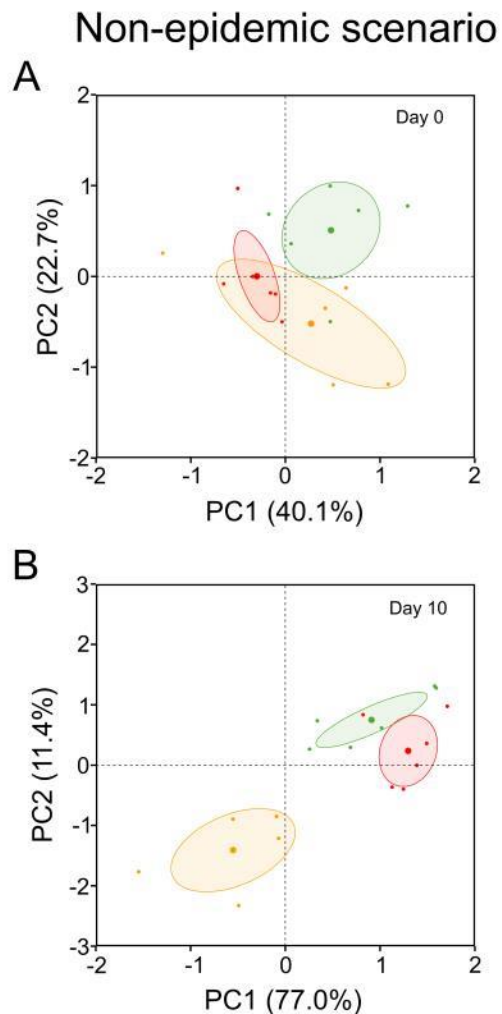 Non-epidemic scenario
A
Day 0
2
1
0
-1
-2
PC2 (22.7%)
-2
-1
0
1
2
PC1 (40.1%)
B
Day 10
3
2
1
0
-1
-2
-3
PC2 (11.4%)
-2
-1
0
1
2
PC1 (77.0%)